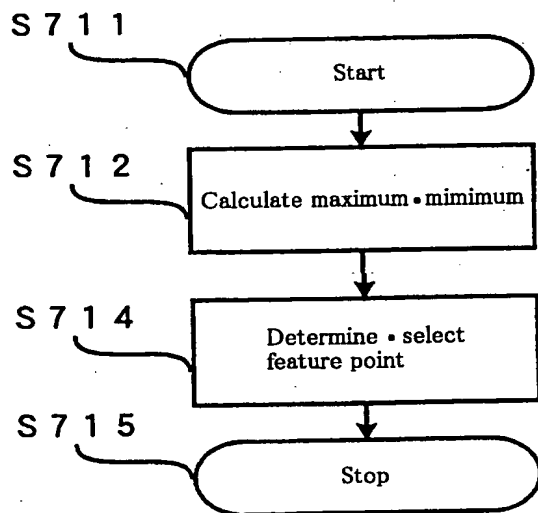 S711
Start
S712
Calculate maximum・mimimum
S714
Determine・select
feature point
S715
Stop